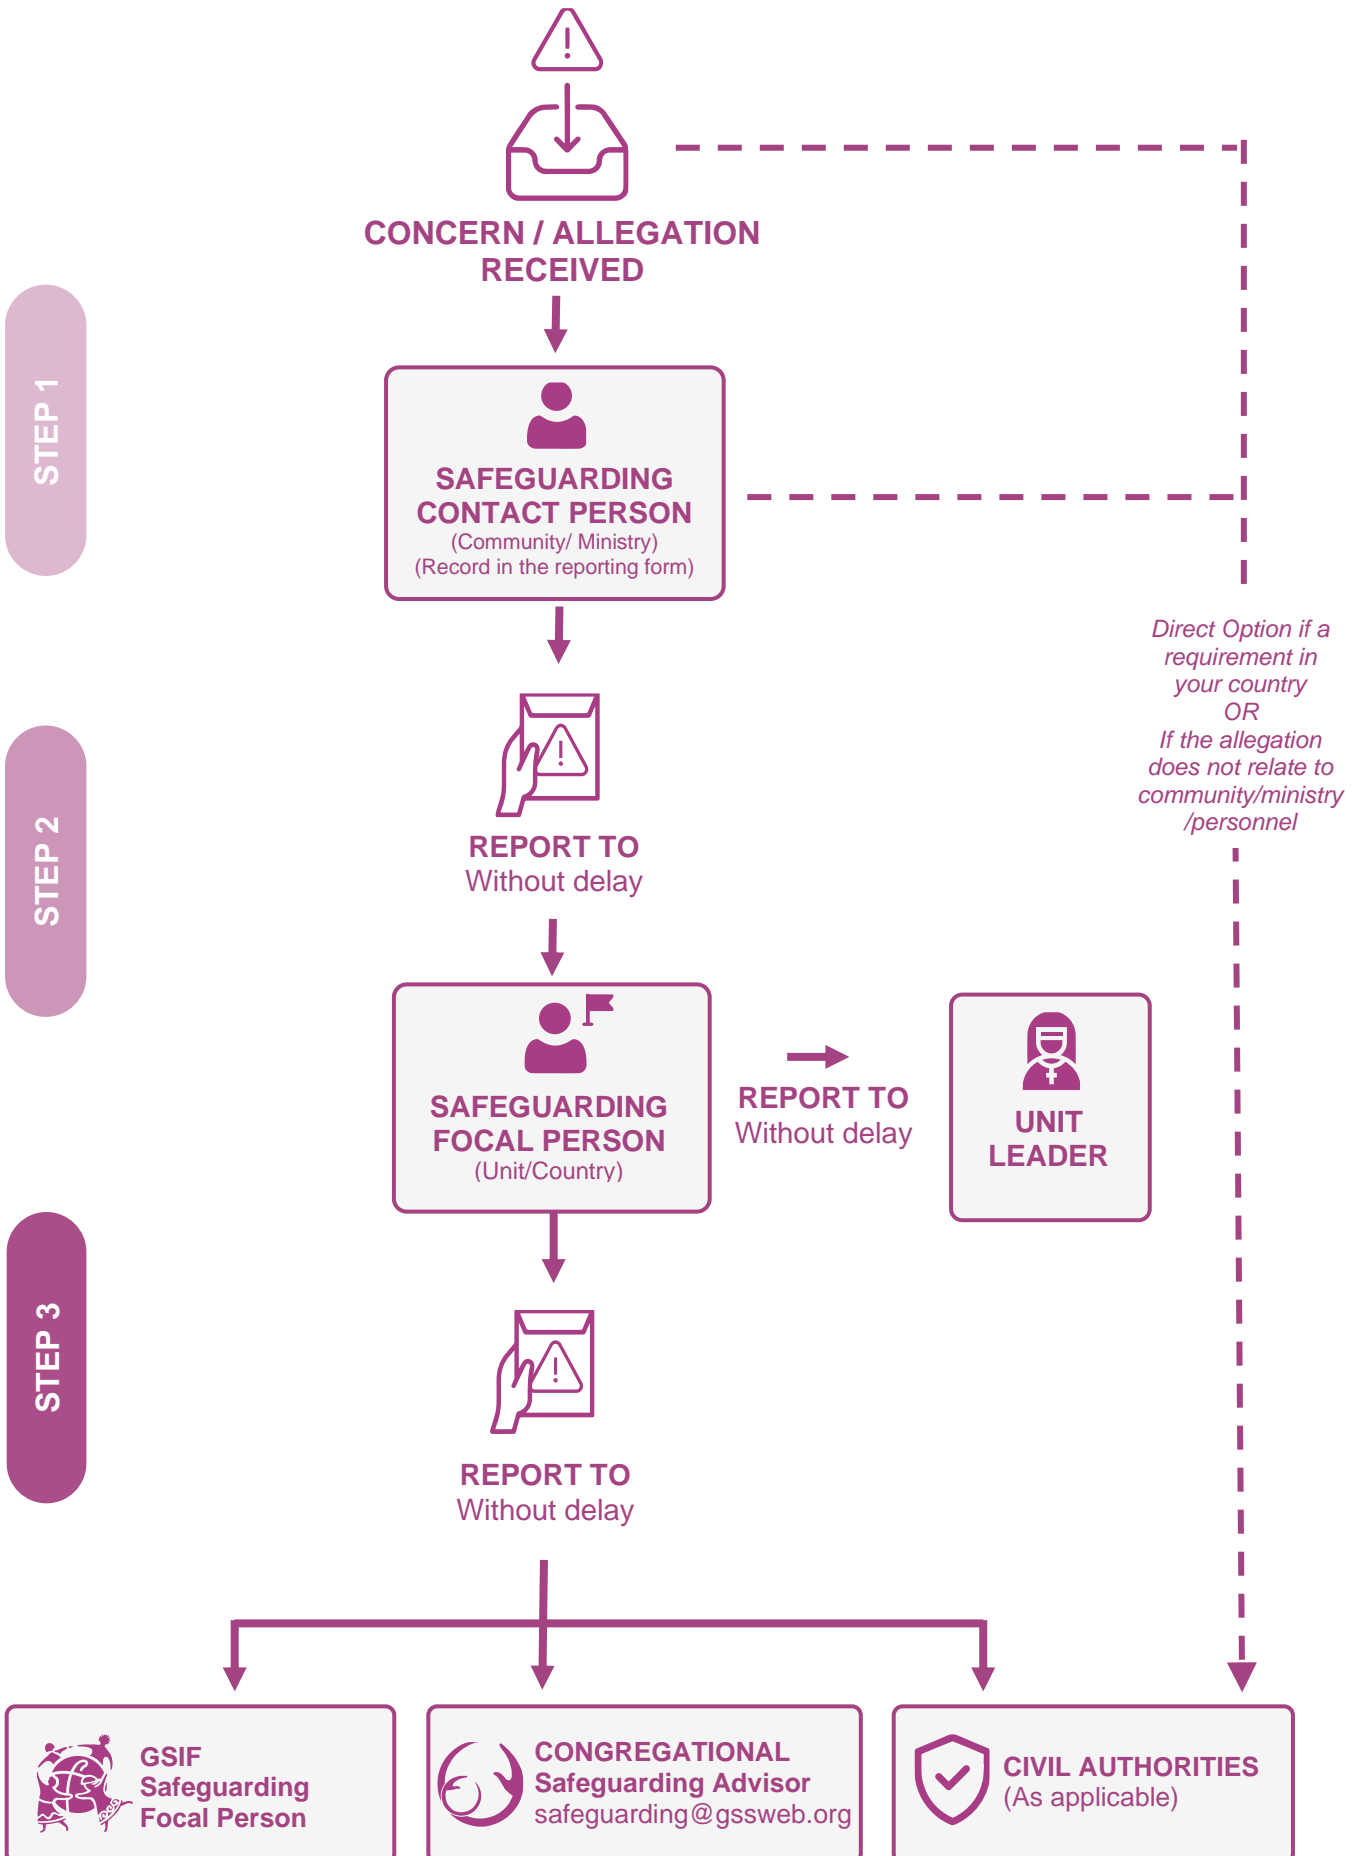 CONCERN / ALLEGATION
RECEIVED
STEP 1
SAFEGUARDING
CONTACT PERSON
(Community/ Ministry)
(Record in the reporting form)
Direct Option if a
requirement in
your country
OR
If the allegation
does not relate to
community/ministry
/personnel
STEP 2
REPORT TO
Without delay
SAFEGUARDING
FOCAL PERSON
(Unit/Country)
REPORT TO
Without delay
UNIT
LEADER
STEP 3
REPORT TO
Without delay
GSIF
Safeguarding
Focal Person
CONGREGATIONAL
Safeguarding Advisor
safeguarding@gssweb.org
CIVIL AUTHORITIES
(As applicable)